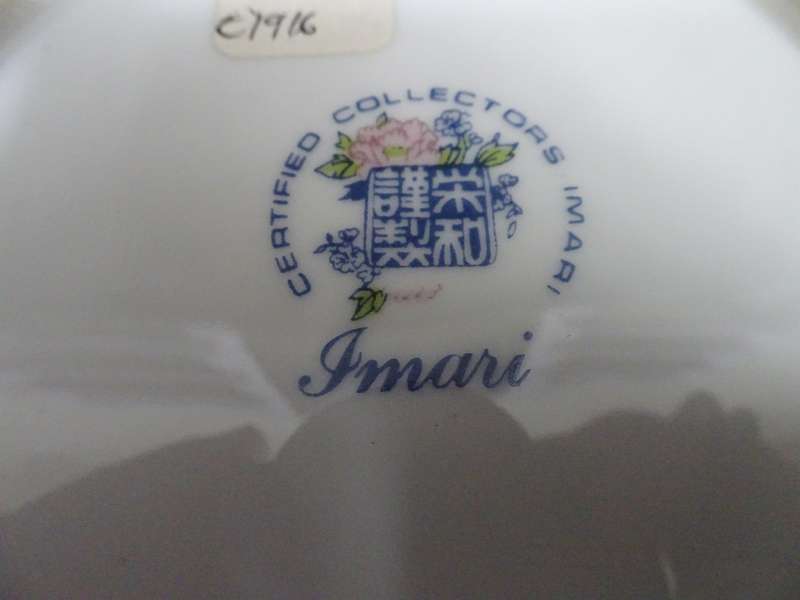 C7916
CERTIFIED COLLECTORS IMARI
栄和
謹製
Imari